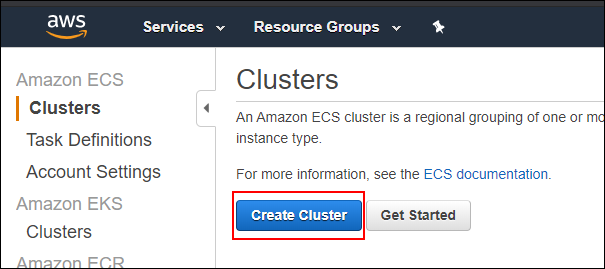 aws Services Resource Groups
Amazon ECS
Clusters
Task Definitions
Account Settings
Amazon EKS
Clusters
Amazon ECR
Clusters
An Amazon ECS cluster is a regional grouping of one or mo
instance type.
For more information, see the ECS documentation.
Create Cluster Get Started